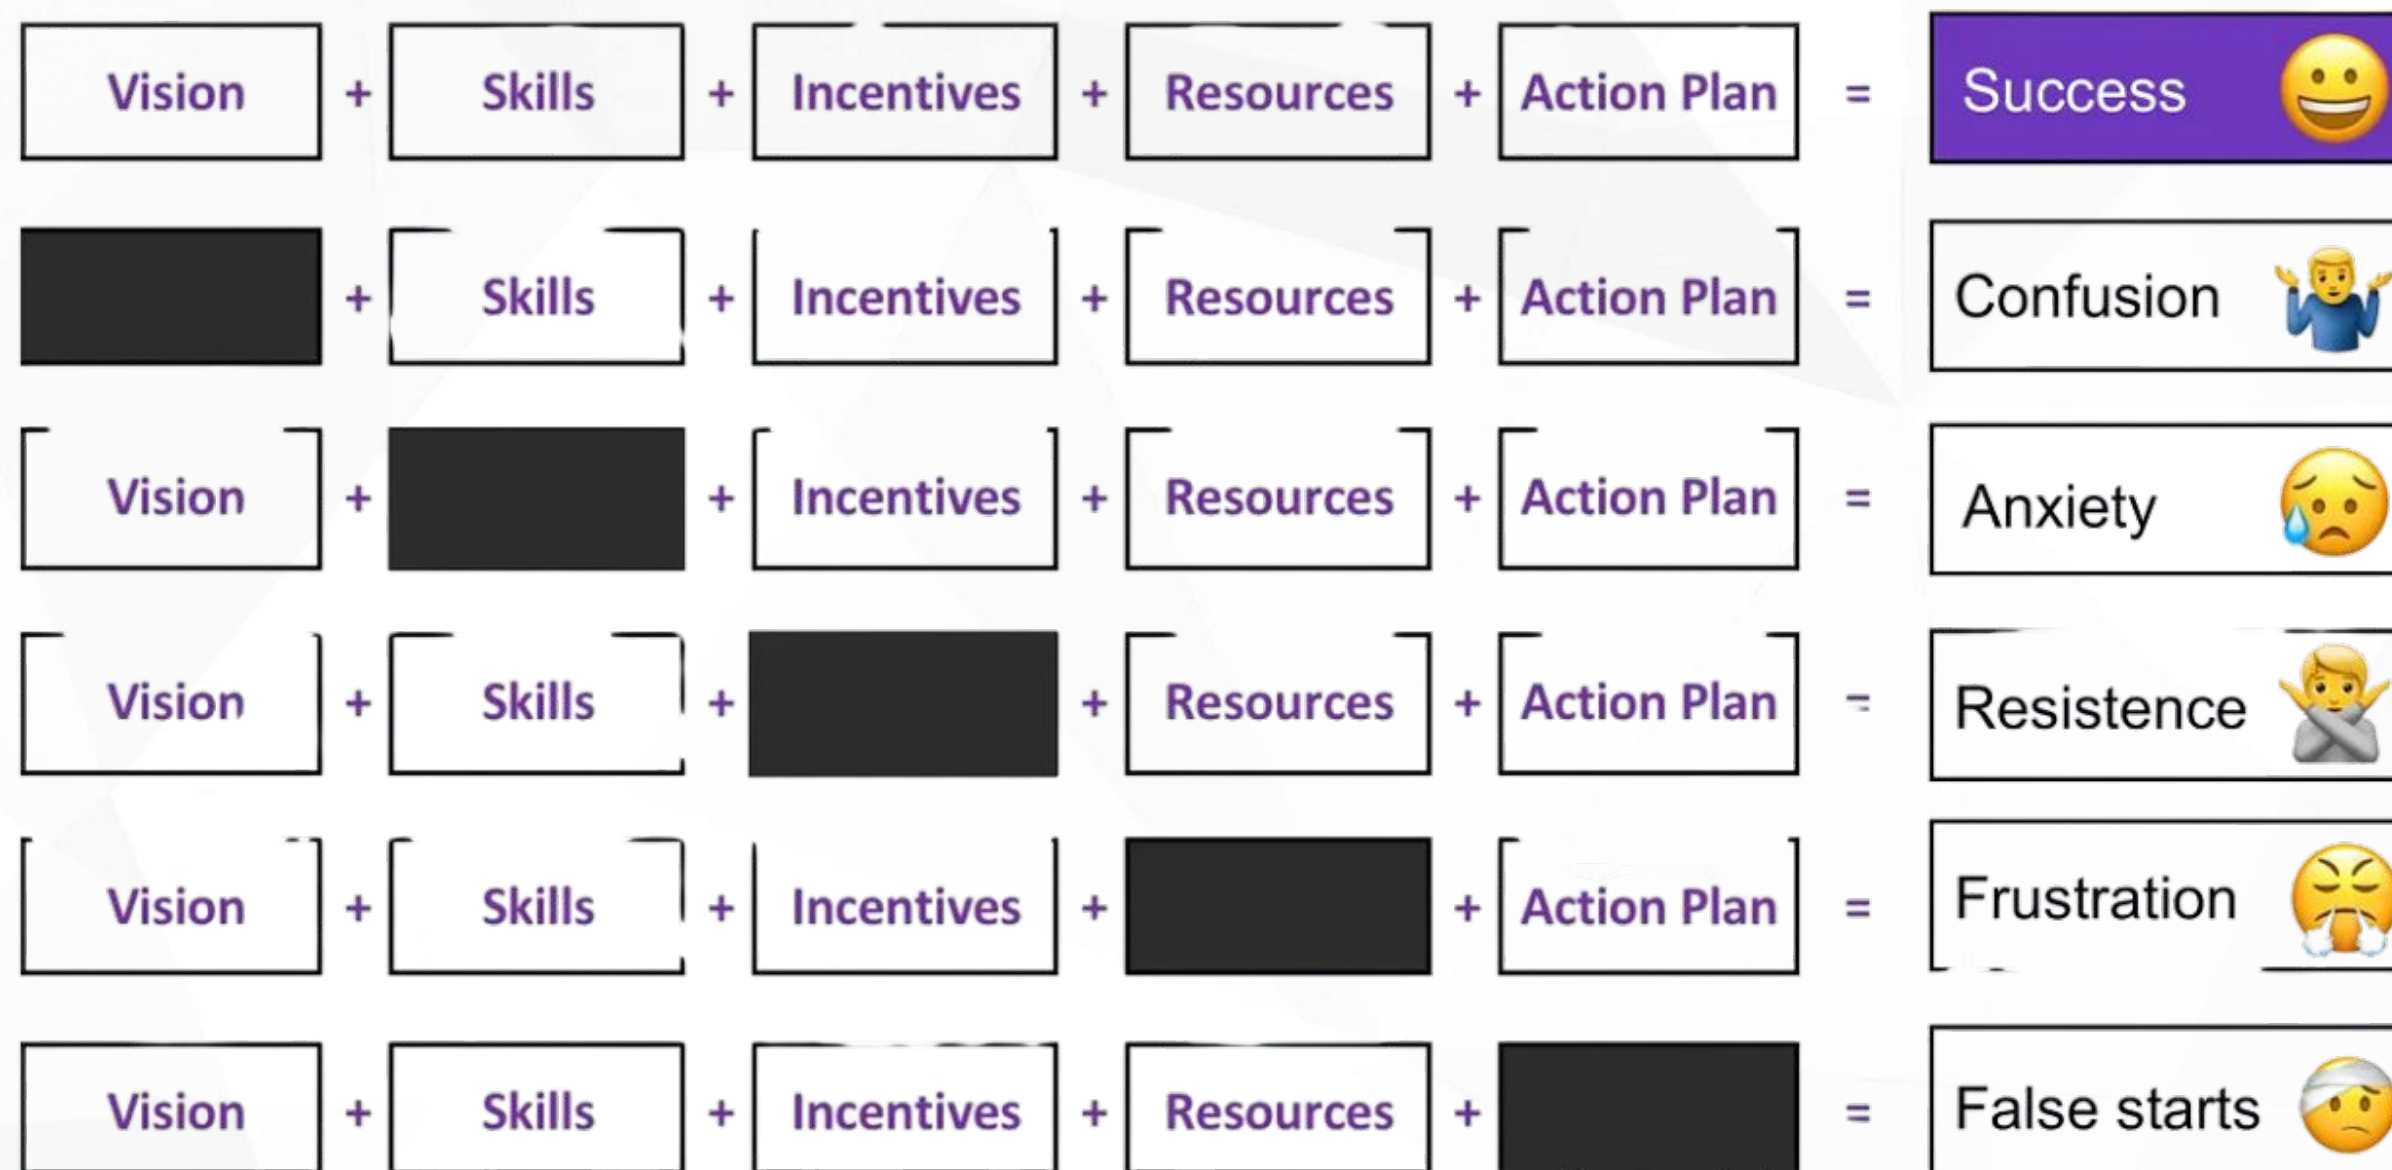 Vision + Skills + Incentives + Resources + Action Plan = Success
+ Skills + Incentives + Resources + Action Plan = Confusion
Vision + + Incentives + Resources + Action Plan = Anxiety
Vision + Skills + + Resources + Action Plan = Resistence
Vision + Skills + Incentives + + Action Plan = Frustration
Vision + Skills + Incentives + Resources + = False starts